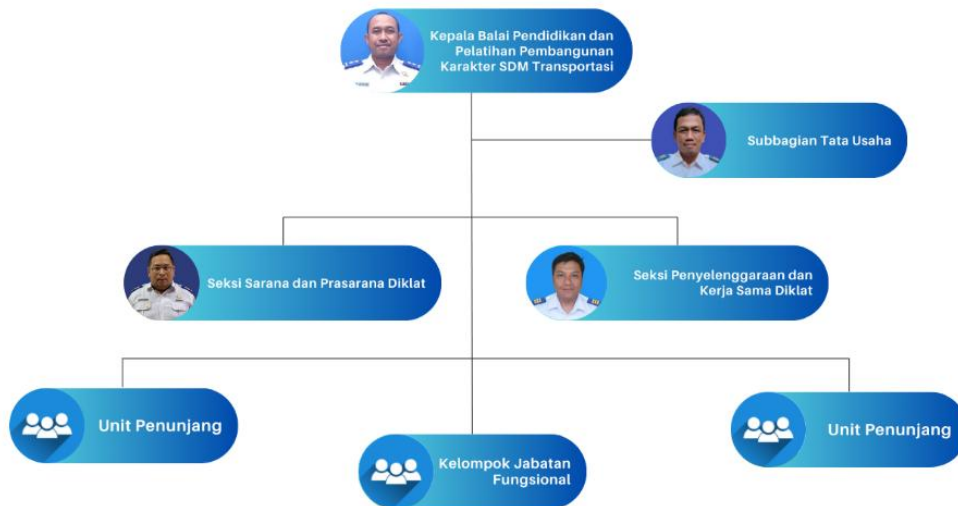 Kepala Balai Pendidikan dan
Pelatihan Pembangunan
Karakter SDM Transportasi
Subbagian Tata Usaha
Seksi Sarana dan Prasarana Diklat
Seksi Penyelenggaraan dan
Kerja Sama Diklat
Unit Penunjang
Kelompok Jabatan
Fungsional
Unit Penunjang